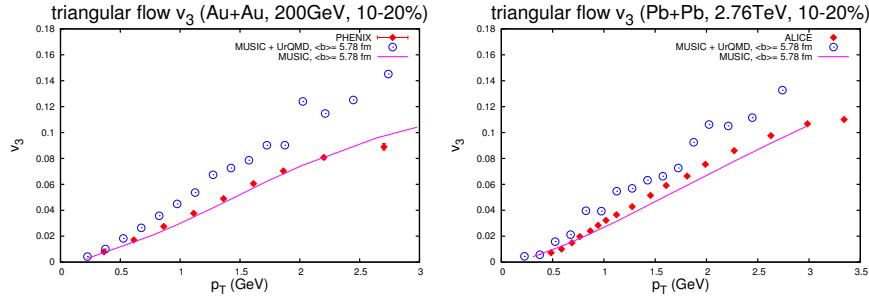 triangular flow v3 (Au+Au, 200GeV, 10-20%)
0.16
0.14
0.12
0.1
0.08
0.06
0.04
0.02
0
v3
PHENIX
MUSIC + UrQMD, <b>= 5.78 fm
MUSIC, <b>= 5.78 fm
0 0.5 1 1.5 2 2.5 3
pT (GeV)
triangular flow v3 (Pb+Pb, 2.76TeV, 10-20%)
0.16
0.14
0.12
0.1
0.08
0.06
0.04
0.02
0
v3
ALICE
MUSIC + UrQMD, <b>= 5.78 fm
MUSIC, <b>= 5.78 fm
0 0.5 1 1.5 2 2.5 3 3.5
pT (GeV)